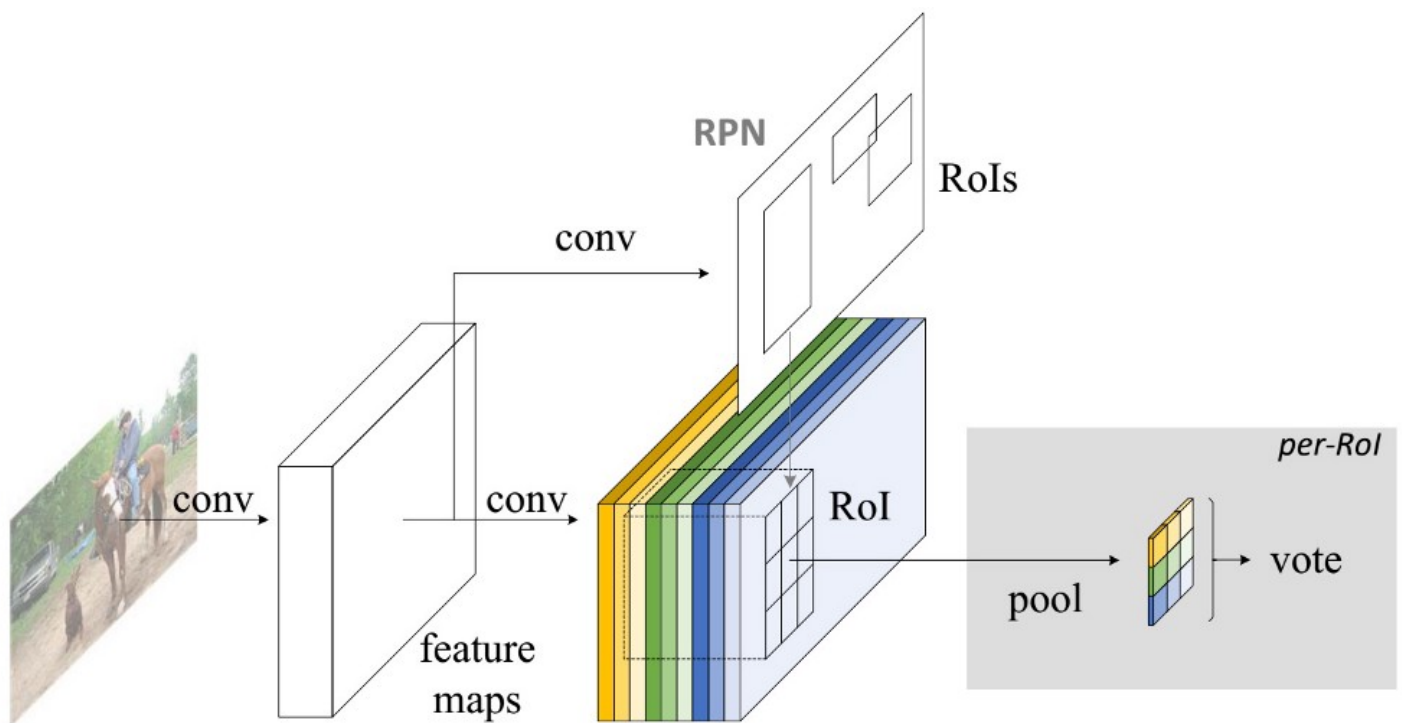 RPN
RoIs
conv
conv
conv
feature
maps
RoI
per-RoI
pool
vote